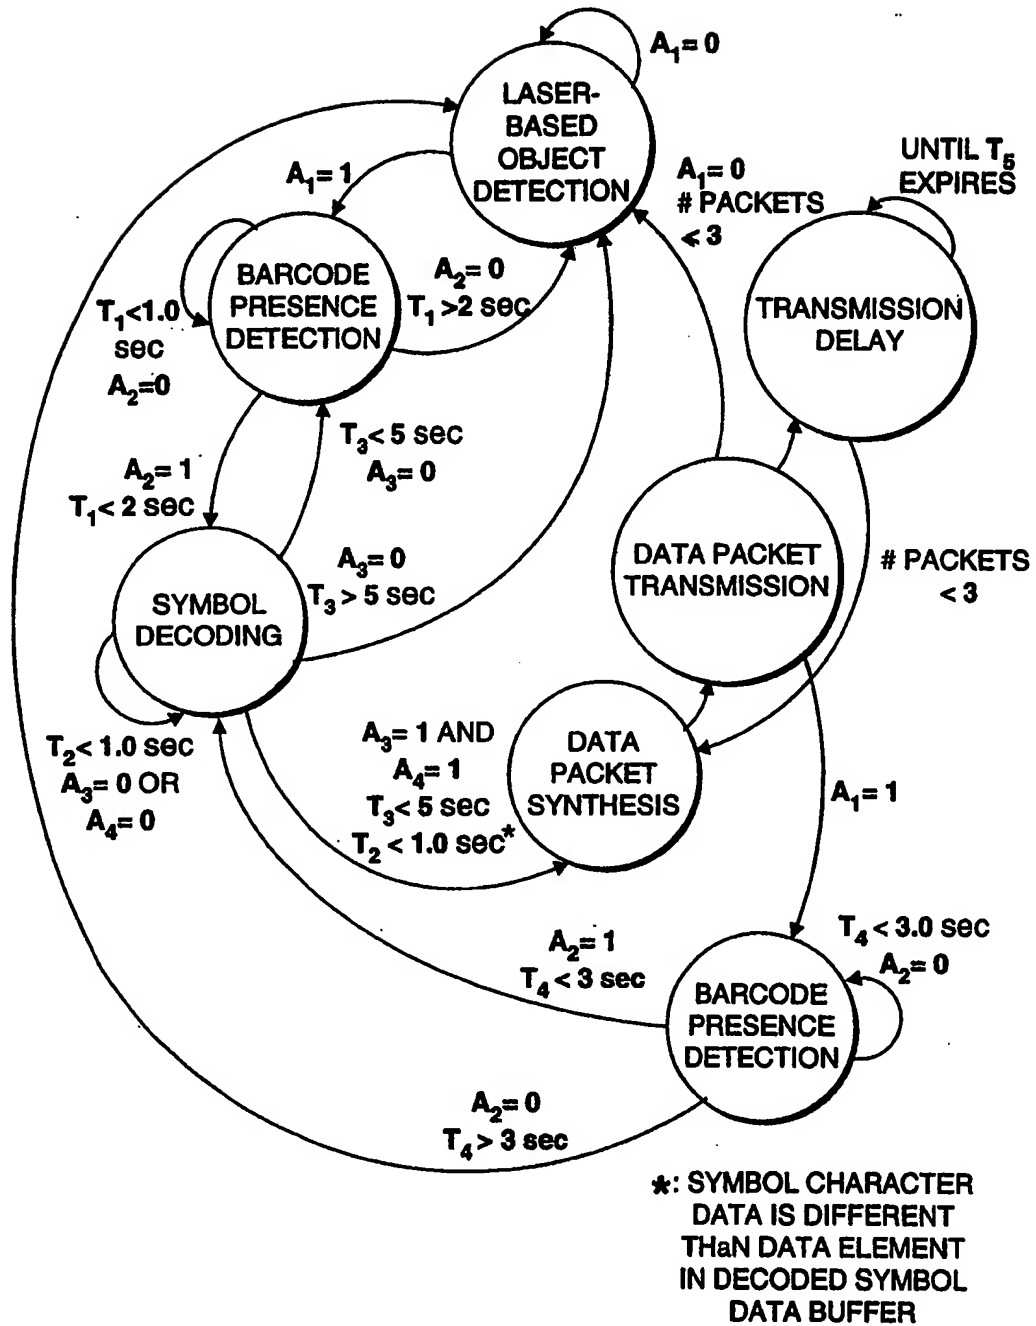 A₁= 0
LASER-
BASED
OBJECT
DETECTION
UNTIL T₅
EXPIRES
A₁= 1
A₁= 0
# PACKETS
< 3
BARCODE
PRESENCE
DETECTION
A₂= 0
T₁ >2 sec
T₁<1.0
sec
A₂=0
TRANSMISSION
DELAY
T₃< 5 sec
A₃= 0
A₂= 1
T₁< 2 sec
DATA PACKET
TRANSMISSION
# PACKETS
< 3
A₃= 0
T₃ > 5 sec
SYMBOL
DECODING
T₂< 1.0 sec
A₃= 0 OR
A₄= 0
A₃= 1 AND
A₄= 1
T₃< 5 sec
T₂ < 1.0 sec*
DATA
PACKET
SYNTHESIS
A₁= 1
T₄ < 3.0 sec
A₂= 0
A₂= 1
T₄ < 3 sec
BARCODE
PRESENCE
DETECTION
A₂= 0
T₄ > 3 sec
*: SYMBOL CHARACTER
DATA IS DIFFERENT
THaN DATA ELEMENT
IN DECODED SYMBOL
DATA BUFFER